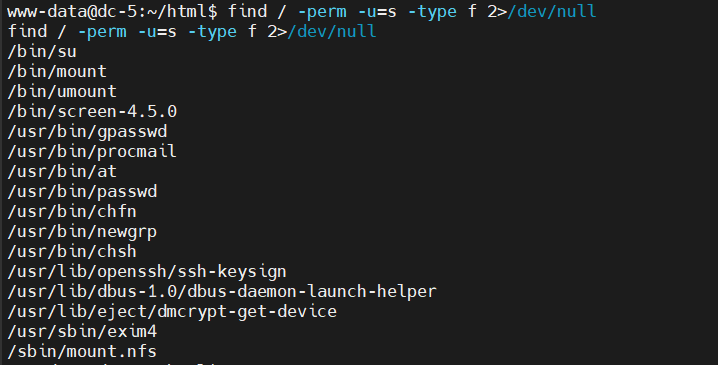 www-data@dc-5:~/html$ find / -perm -u=s -type f 2>/dev/null
find / -perm -u=s -type f 2>/dev/null
/bin/su
/bin/mount
/bin/umount
/bin/screen-4.5.0
/usr/bin/gpasswd
/usr/bin/procmail
/usr/bin/at
/usr/bin/passwd
/usr/bin/chfn
/usr/bin/newgrp
/usr/bin/chsh
/usr/lib/openssh/ssh-keysign
/usr/lib/dbus-1.0/dbus-daemon-launch-helper
/usr/lib/eject/dmcrypt-get-device
/usr/sbin/exim4
/sbin/mount.nfs